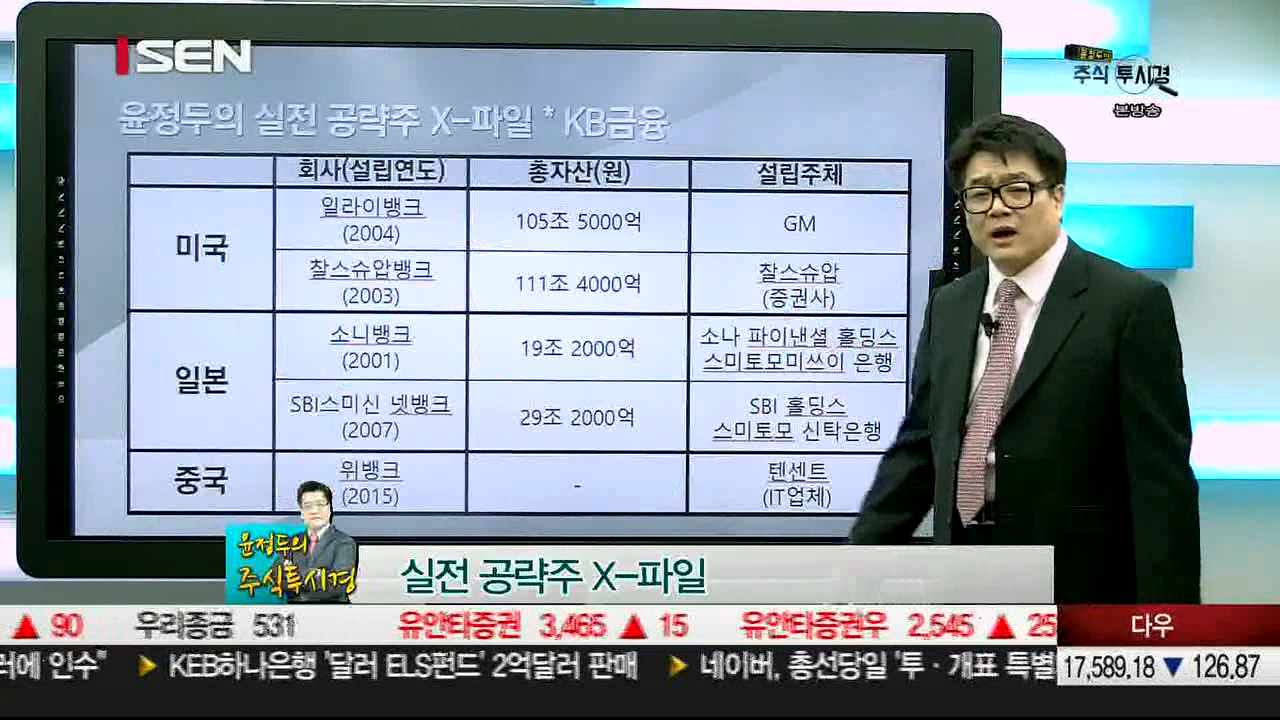 SEN
윤정두의
주식 투시경
본방송
윤정두의 실전 공략주 X-파일 * KB금융
회사(설립연도) 총자산(원) 설립주체
미국
일라이뱅크
(2004)
105조 5000억
GM
찰스슈압뱅크
(2003)
111조 4000억
찰스슈압
(증권사)
일본
소니뱅크
(2001)
19조 2000억
소나 파이낸셜 홀딩스
스미토모미쓰이 은행
SBI스미신 넷뱅크
(2007)
29조 2000억
SBI 홀딩스
스미토모 신탁은행
중국
위뱅크
(2015)
-
텐센트
(IT업체)
윤정두의
주식투시경
실전 공략주 X-파일
▲ 90 우리종금 531 유안타증권 3,465 ▲ 15 유안타증권우 2,545 ▲ 25
다우
러에 인수" ▶ KEB하나은행 '달러 ELS펀드' 2억달러 판매 ▶ 네이버, 총선당일 '투·개표 특별
17,589.18 ▼ 126.87